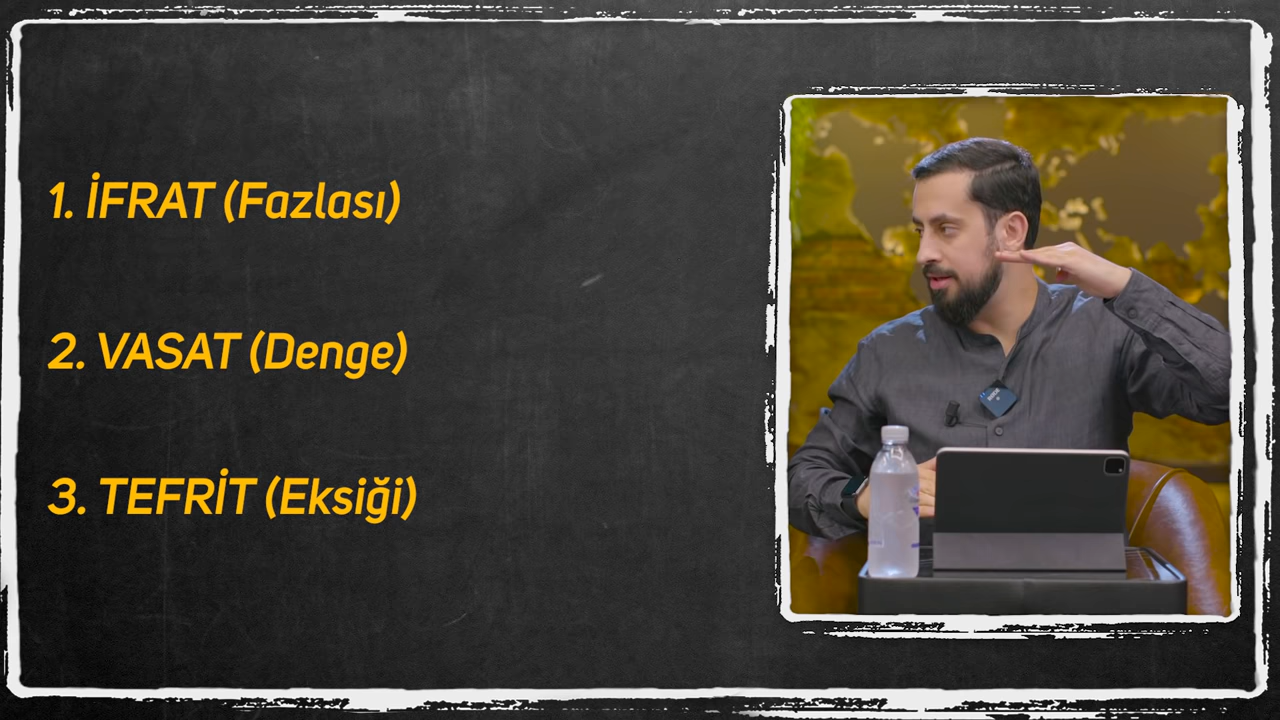 1. İFRAT (Fazlası)
2. VASAT (Denge)
3. TEFRİT (Eksiği)